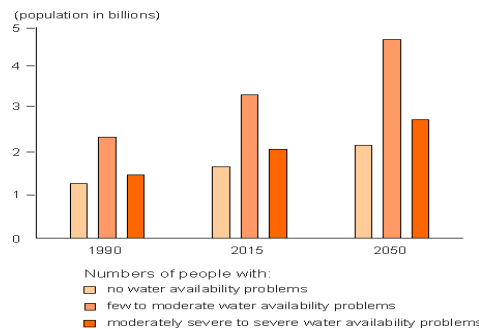 (population in billions)
5
4
3
2
1
0
1990 2015 2050
Numbers of people with:
no water availability problems
few to moderate water availability problems
moderately severe to severe water availability problems